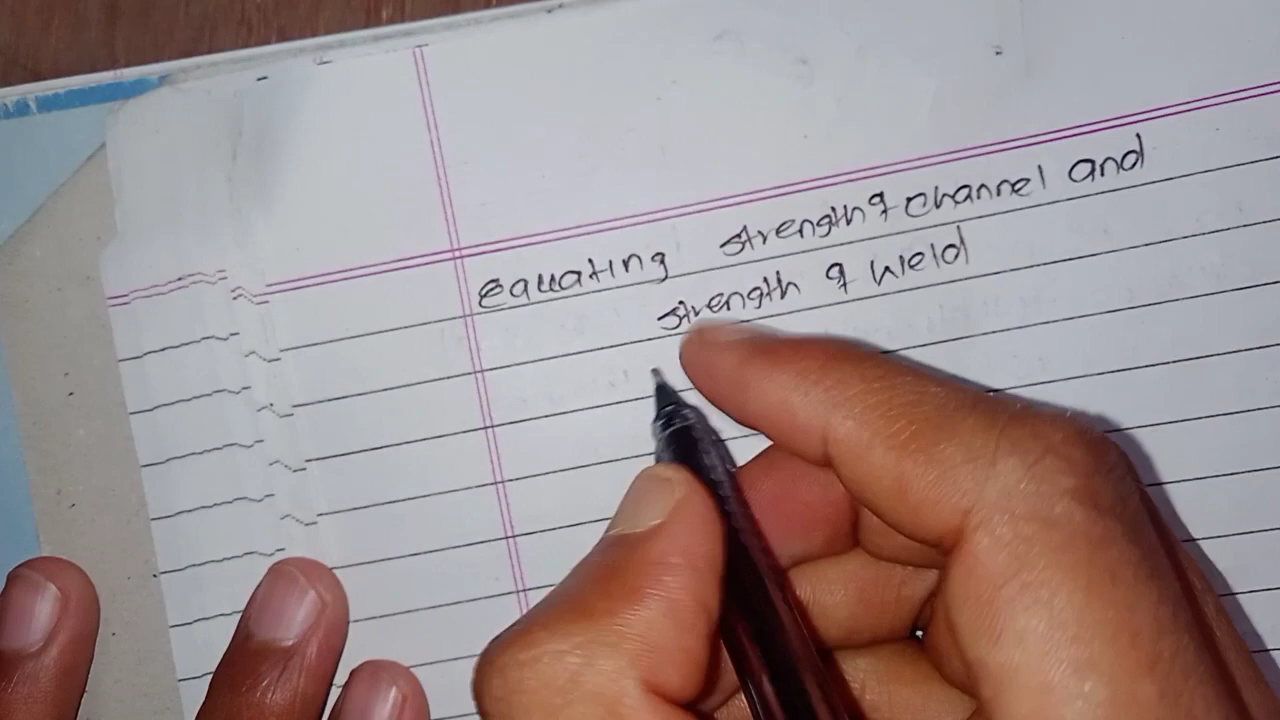 equating strength of channel and
strength of weld